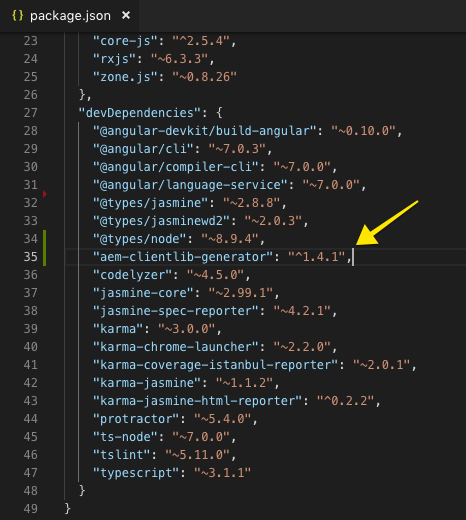 {} package.json ×
23 "core-js": "^2.5.4",
24 "rxjs": "~6.3.3",
25 "zone.js": "~0.8.26"
26 },
27 "devDependencies": {
28 "@angular-devkit/build-angular": "~0.10.0",
29 "@angular/cli": "~7.0.3",
30 "@angular/compiler-cli": "~7.0.0",
31 "@angular/language-service": "~7.0.0",
32 "@types/jasmine": "~2.8.8",
33 "@types/jasminewd2": "~2.0.3",
34 "@types/node": "~8.9.4",
35 "aem-clientlib-generator": "^1.4.1",
36 "codelyzer": "~4.5.0",
37 "jasmine-core": "~2.99.1",
38 "jasmine-spec-reporter": "~4.2.1",
39 "karma": "~3.0.0",
40 "karma-chrome-launcher": "~2.2.0",
41 "karma-coverage-istanbul-reporter": "~2.0.1",
42 "karma-jasmine": "~1.1.2",
43 "karma-jasmine-html-reporter": "^0.2.2",
44 "protractor": "~5.4.0",
45 "ts-node": "~7.0.0",
46 "tslint": "~5.11.0",
47 "typescript": "~3.1.1"
48 }
49 }